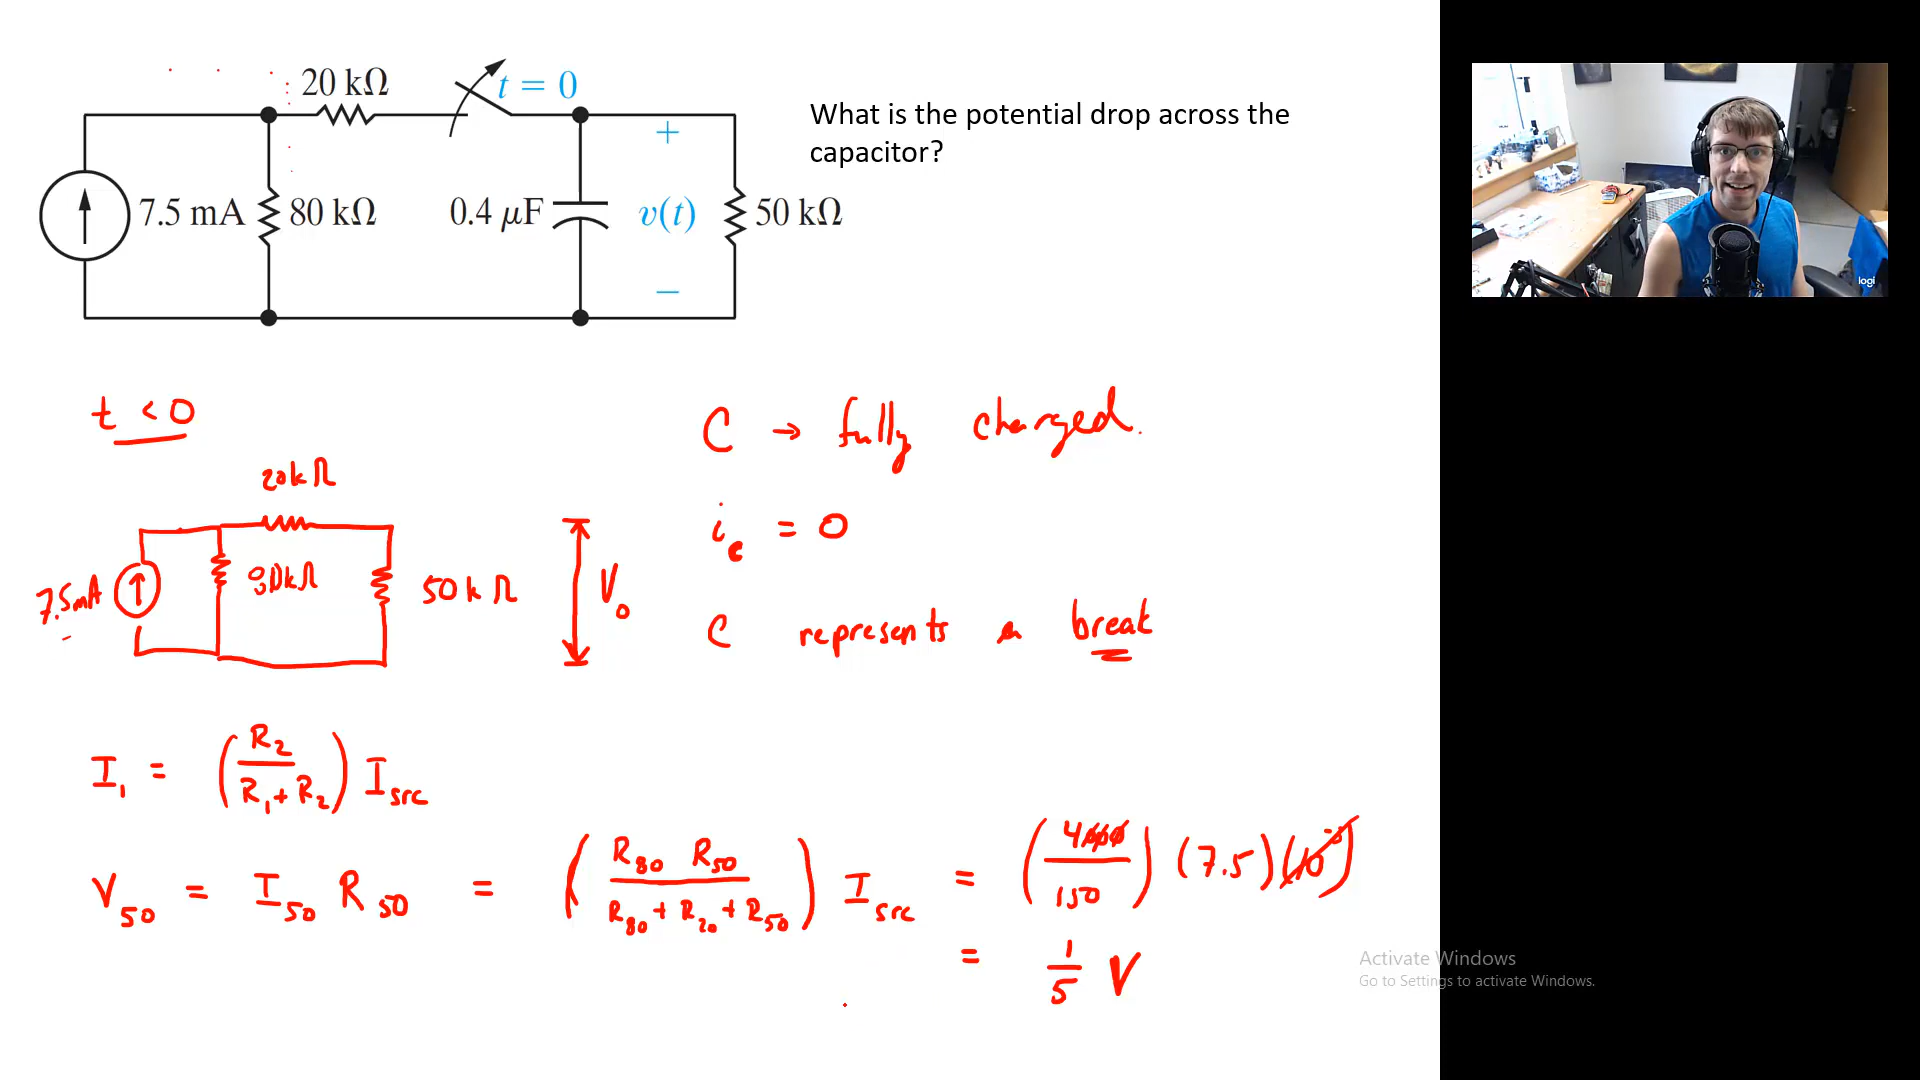 20 kΩ
t = 0
7.5 mA
80 kΩ
0.4 μF
+
v(t)
−
50 kΩ
What is the potential drop across the
capacitor?
logi
t < 0
C → fully charged.
20kΩ
i_c = 0
7.5mA
80kΩ
50kΩ
V_0
C represents a break
I_1 = (R_2 / (R_1 + R_2)) I_src
V_50 = I_50 R_50 = (R_80 R_50 / (R_80 + R_20 + R_50)) I_src = (4000 / 150) (7.5)(10^3)
= 1/5 V
Activate Windows
Go to Settings to activate Windows.